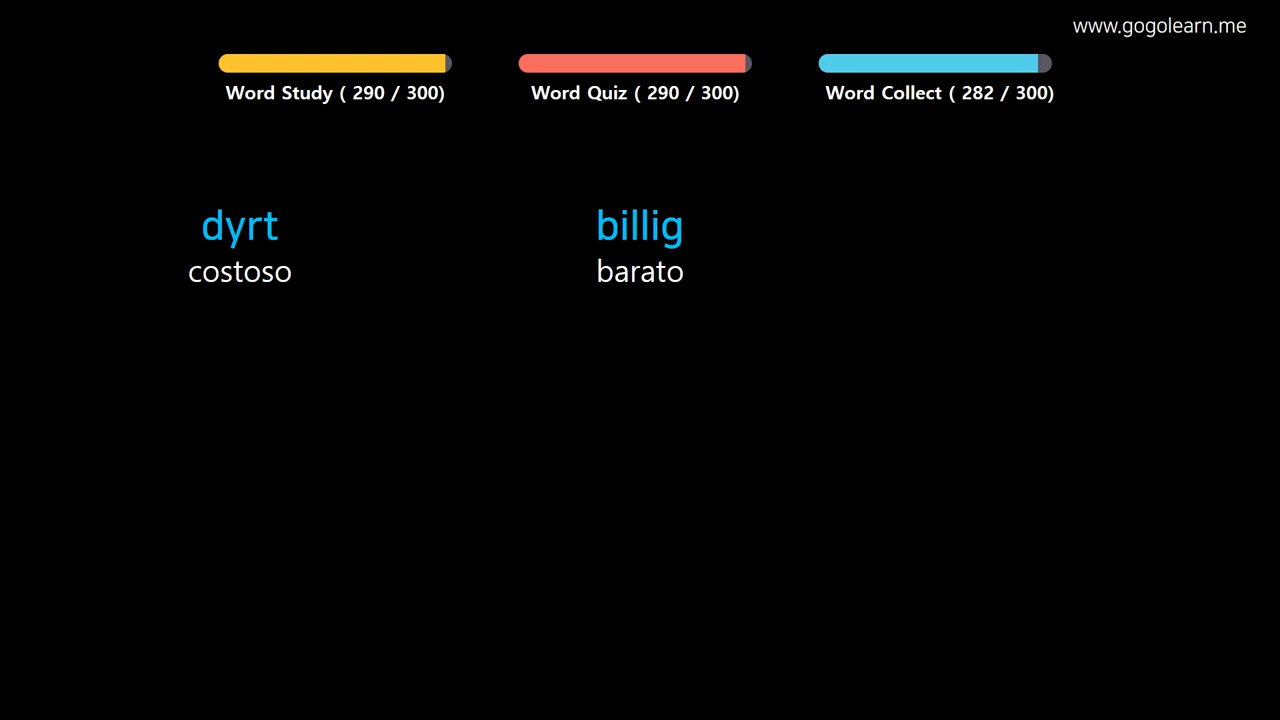 www.gogolearn.me
Word Study ( 290 / 300)
Word Quiz ( 290 / 300)
Word Collect ( 282 / 300)
dyrt
costoso
billig
barato